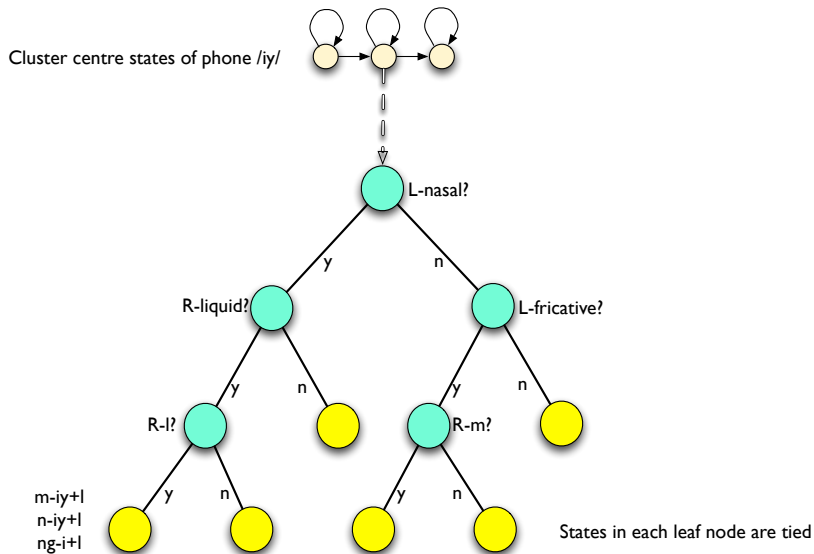 Cluster centre states of phone /iy/
L-nasal?
y
n
R-liquid?
L-fricative?
y
n
y
n
R-l?
R-m?
y
n
y
n
m-iy+l
n-iy+l
ng-i+l
States in each leaf node are tied